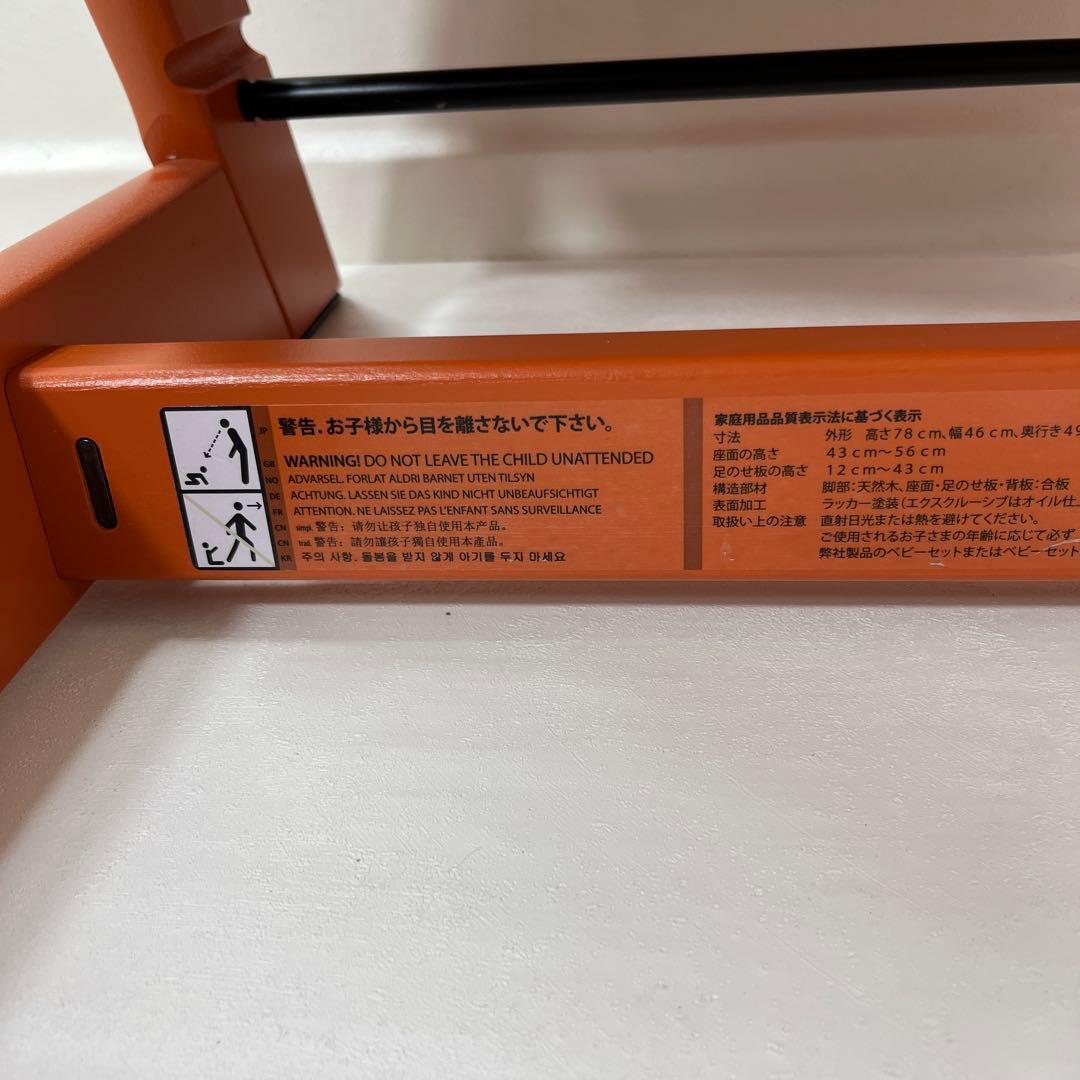 JP 警告．お子様から目を離さないで下さい。
GB WARNING! DO NOT LEAVE THE CHILD UNATTENDED
NO ADVARSEL. FORLAT ALDRI BARNET UTEN TILSYN
DE ACHTUNG. LASSEN SIE DAS KIND NICHT UNBEAUFSICHTIGT
FR ATTENTION. NE LAISSEZ PAS L'ENFANT SANS SURVEILLANCE
CN simpl. 警告：请勿让孩子独自使用本产品。
CN trad. 警告：請勿讓孩子獨自使用本產品。
KR 주의 사항. 돌봄을 받지 않게 아기를 두지 마세요
家庭用品品質表示法に基づく表示
寸法 外形 高さ78cm、幅46cm、奥行き49
座面の高さ 43cm～56cm
足のせ板の高さ 12cm～43cm
構造部材 脚部：天然木、座面・足のせ板・背板：合板
表面加工 ラッカー塗装（エクスクルーシブはオイル仕
取扱い上の注意 直射日光または熱を避けてください。
ご使用されるお子さまの年齢に応じて必ず
弊社製品のベビーセットまたはベビーセット